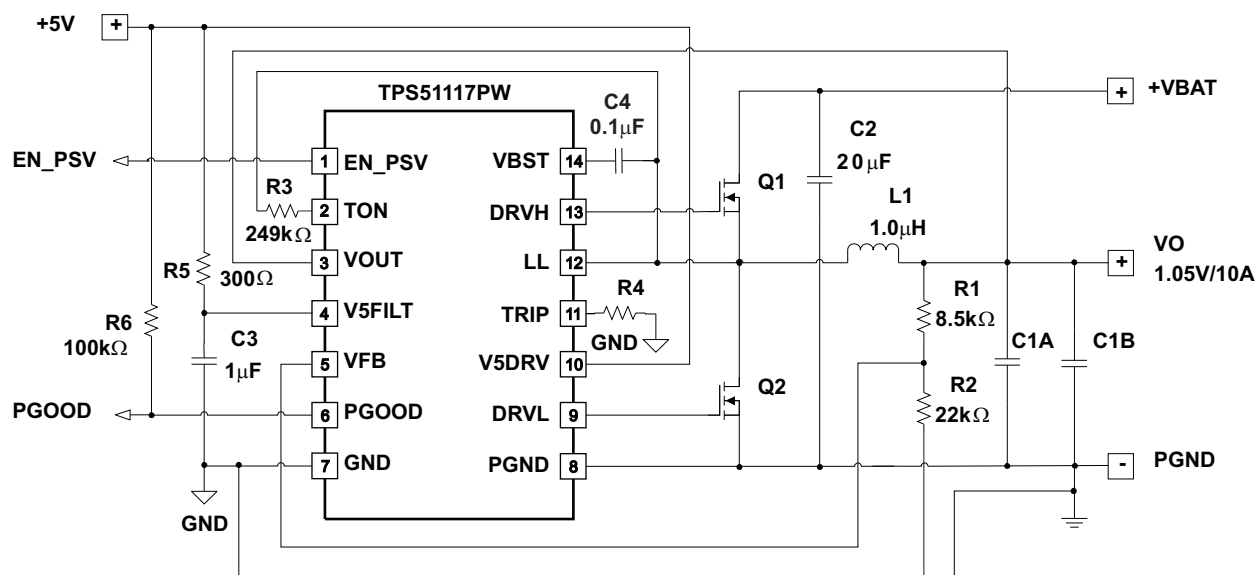 +5V
+
TPS51117PW
C4
0.1μF
+
+VBAT
C2
20μF
EN_PSV
1
EN_PSV
VBST
14
Q1
L1
1.0μH
R3
249kΩ
2
TON
DRVH
13
3
VOUT
LL
12
+
VO
1.05V/10A
R5
300Ω
R4
R1
8.5kΩ
4
V5FILT
TRIP
11
GND
R6
100kΩ
C3
1μF
C1A
C1B
5
VFB
V5DRV
10
Q2
R2
22kΩ
PGOOD
6
PGOOD
DRVL
9
7
GND
PGND
8
-
PGND
GND